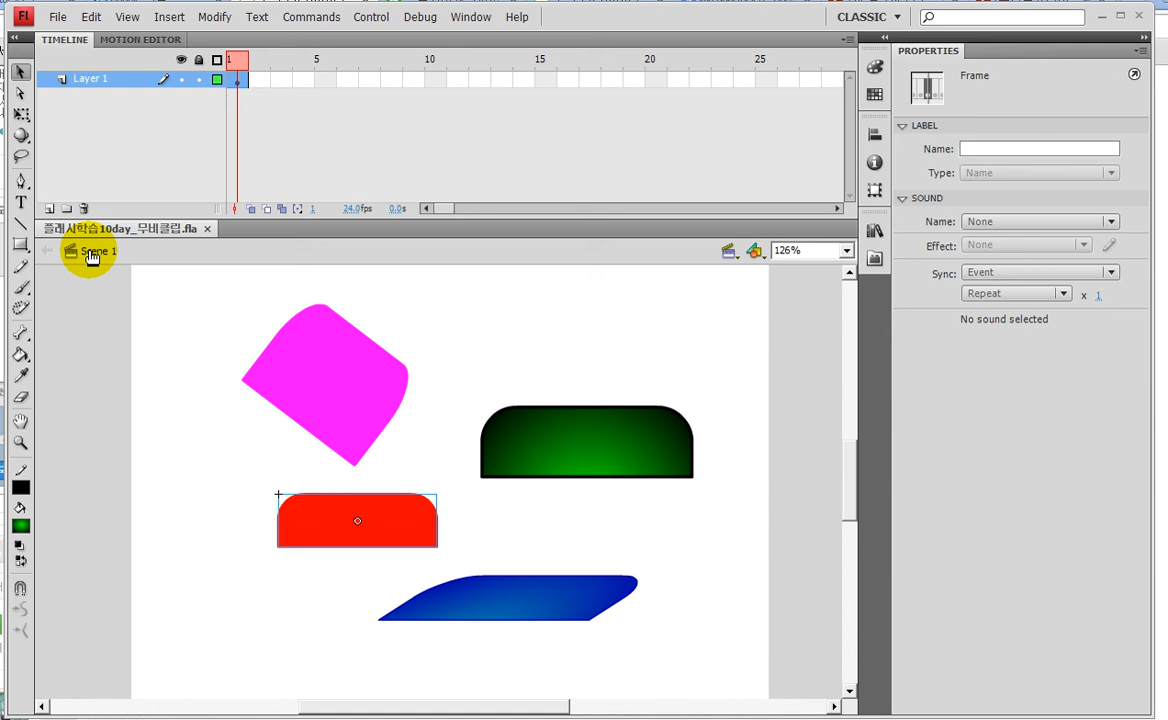 Fl File Edit View Insert Modify Text Commands Control Debug Window Help CLASSIC
TIMELINE MOTION EDITOR
1 5 10 15 20 25
Layer 1
1 24.0fps 0.0s
플래시학습10day_무비클립.fla
Scene 1
126%
PROPERTIES
Frame
LABEL
Name:
Type: Name
SOUND
Name: None
Effect: None
Sync: Event
Repeat x 1
No sound selected